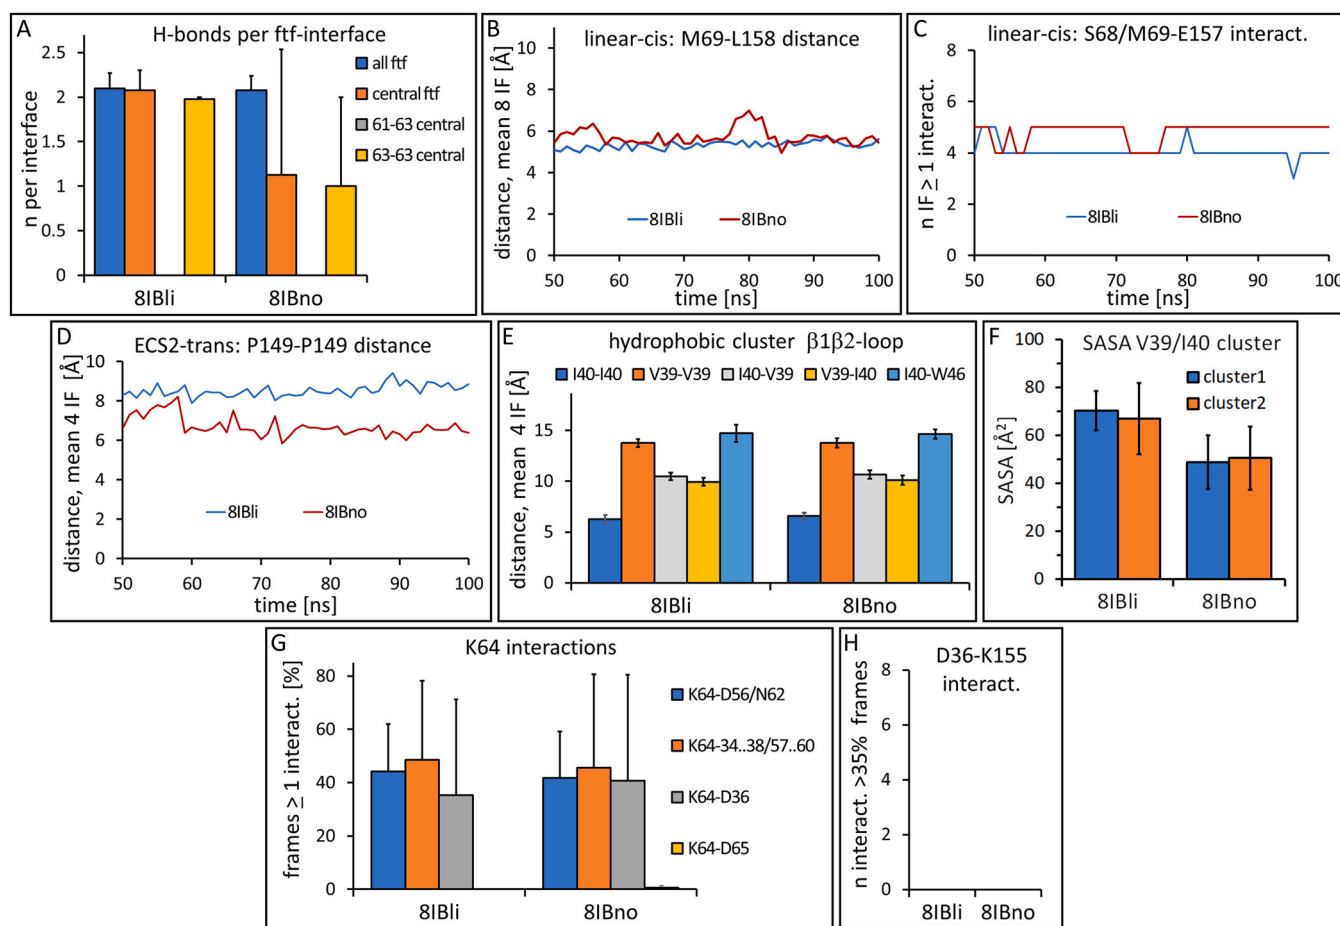 A
H-bonds per ftf-interface
n per interface
2.5
2
1.5
1
0.5
0
all ftf
central ftf
61-63 central
63-63 central
8IBli
8IBno
B
linear-cis: M69-L158 distance
distance, mean 8 IF [Å]
10
8
6
4
2
0
8IBli
8IBno
50
60
70
80
90
100
time [ns]
C
linear-cis: S68/M69-E157 interact.
n IF ≥ 1 interact.
8
6
4
2
0
8IBli
8IBno
50
60
70
80
90
100
time [ns]
D
ECS2-trans: P149-P149 distance
distance, mean 4 IF [Å]
10
8
6
4
2
0
8IBli
8IBno
50
60
70
80
90
100
time [ns]
E
hydrophobic cluster β1β2-loop
I40-I40
V39-V39
I40-V39
V39-I40
I40-W46
distance, mean 4 IF [Å]
15
10
5
0
8IBli
8IBno
F
SASA V39/I40 cluster
SASA [Å²]
100
80
60
40
20
0
cluster1
cluster2
8IBli
8IBno
G
K64 interactions
frames ≥ 1 interact. [%]
80
60
40
20
0
K64-D56/N62
K64-34..38/57..60
K64-D36
K64-D65
8IBli
8IBno
H
D36-K155
interact.
n interact. >35% frames
8
6
4
2
0
8IBli
8IBno